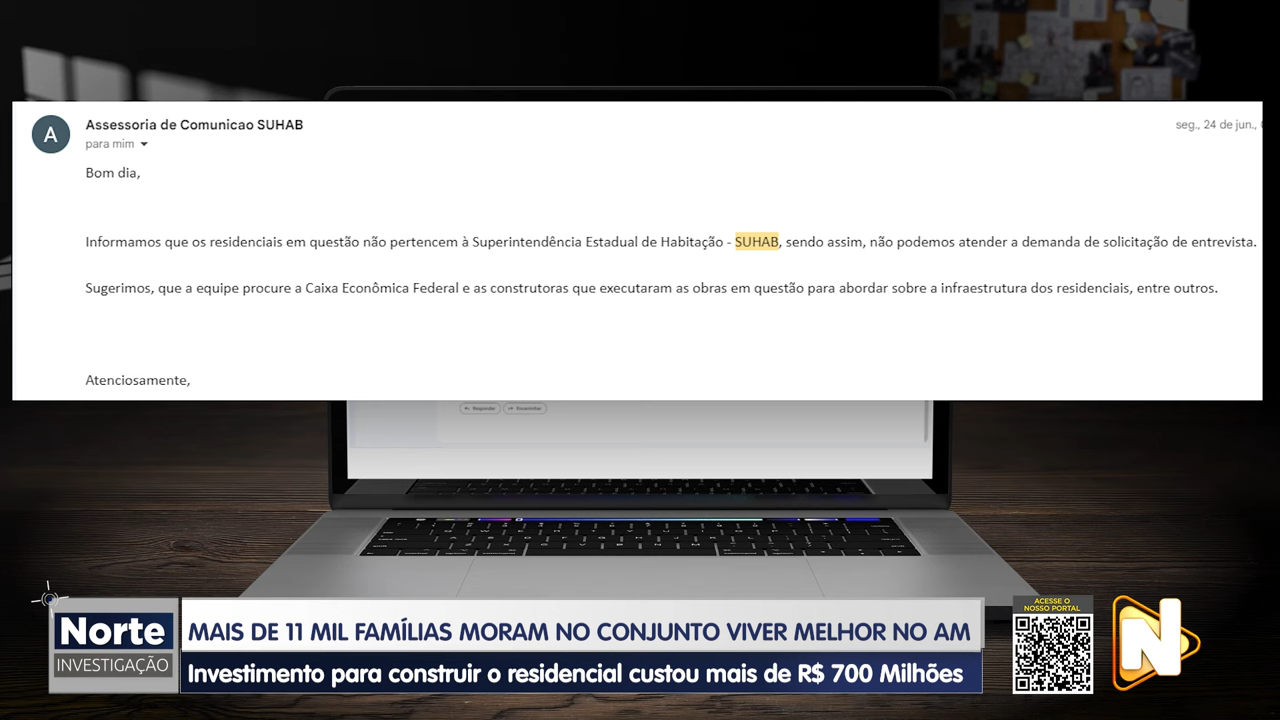 A
Assessoria de Comunicacao SUHAB
seg., 24 de jun.,
para mim
Bom dia,
Informamos que os residenciais em questão não pertencem à Superintendência Estadual de Habitação - SUHAB, sendo assim, não podemos atender a demanda de solicitação de entrevista.
Sugerimos, que a equipe procure a Caixa Econômica Federal e as construtoras que executaram as obras em questão para abordar sobre a infraestrutura dos residenciais, entre outros.
Atenciosamente,
Responder
Encaminhar
Norte
INVESTIGAÇÃO
MAIS DE 11 MIL FAMÍLIAS MORAM NO CONJUNTO VIVER MELHOR NO AM
Investimento para construir o residencial custou mais de R$ 700 Milhões
ACESSE O
NOSSO PORTAL
N